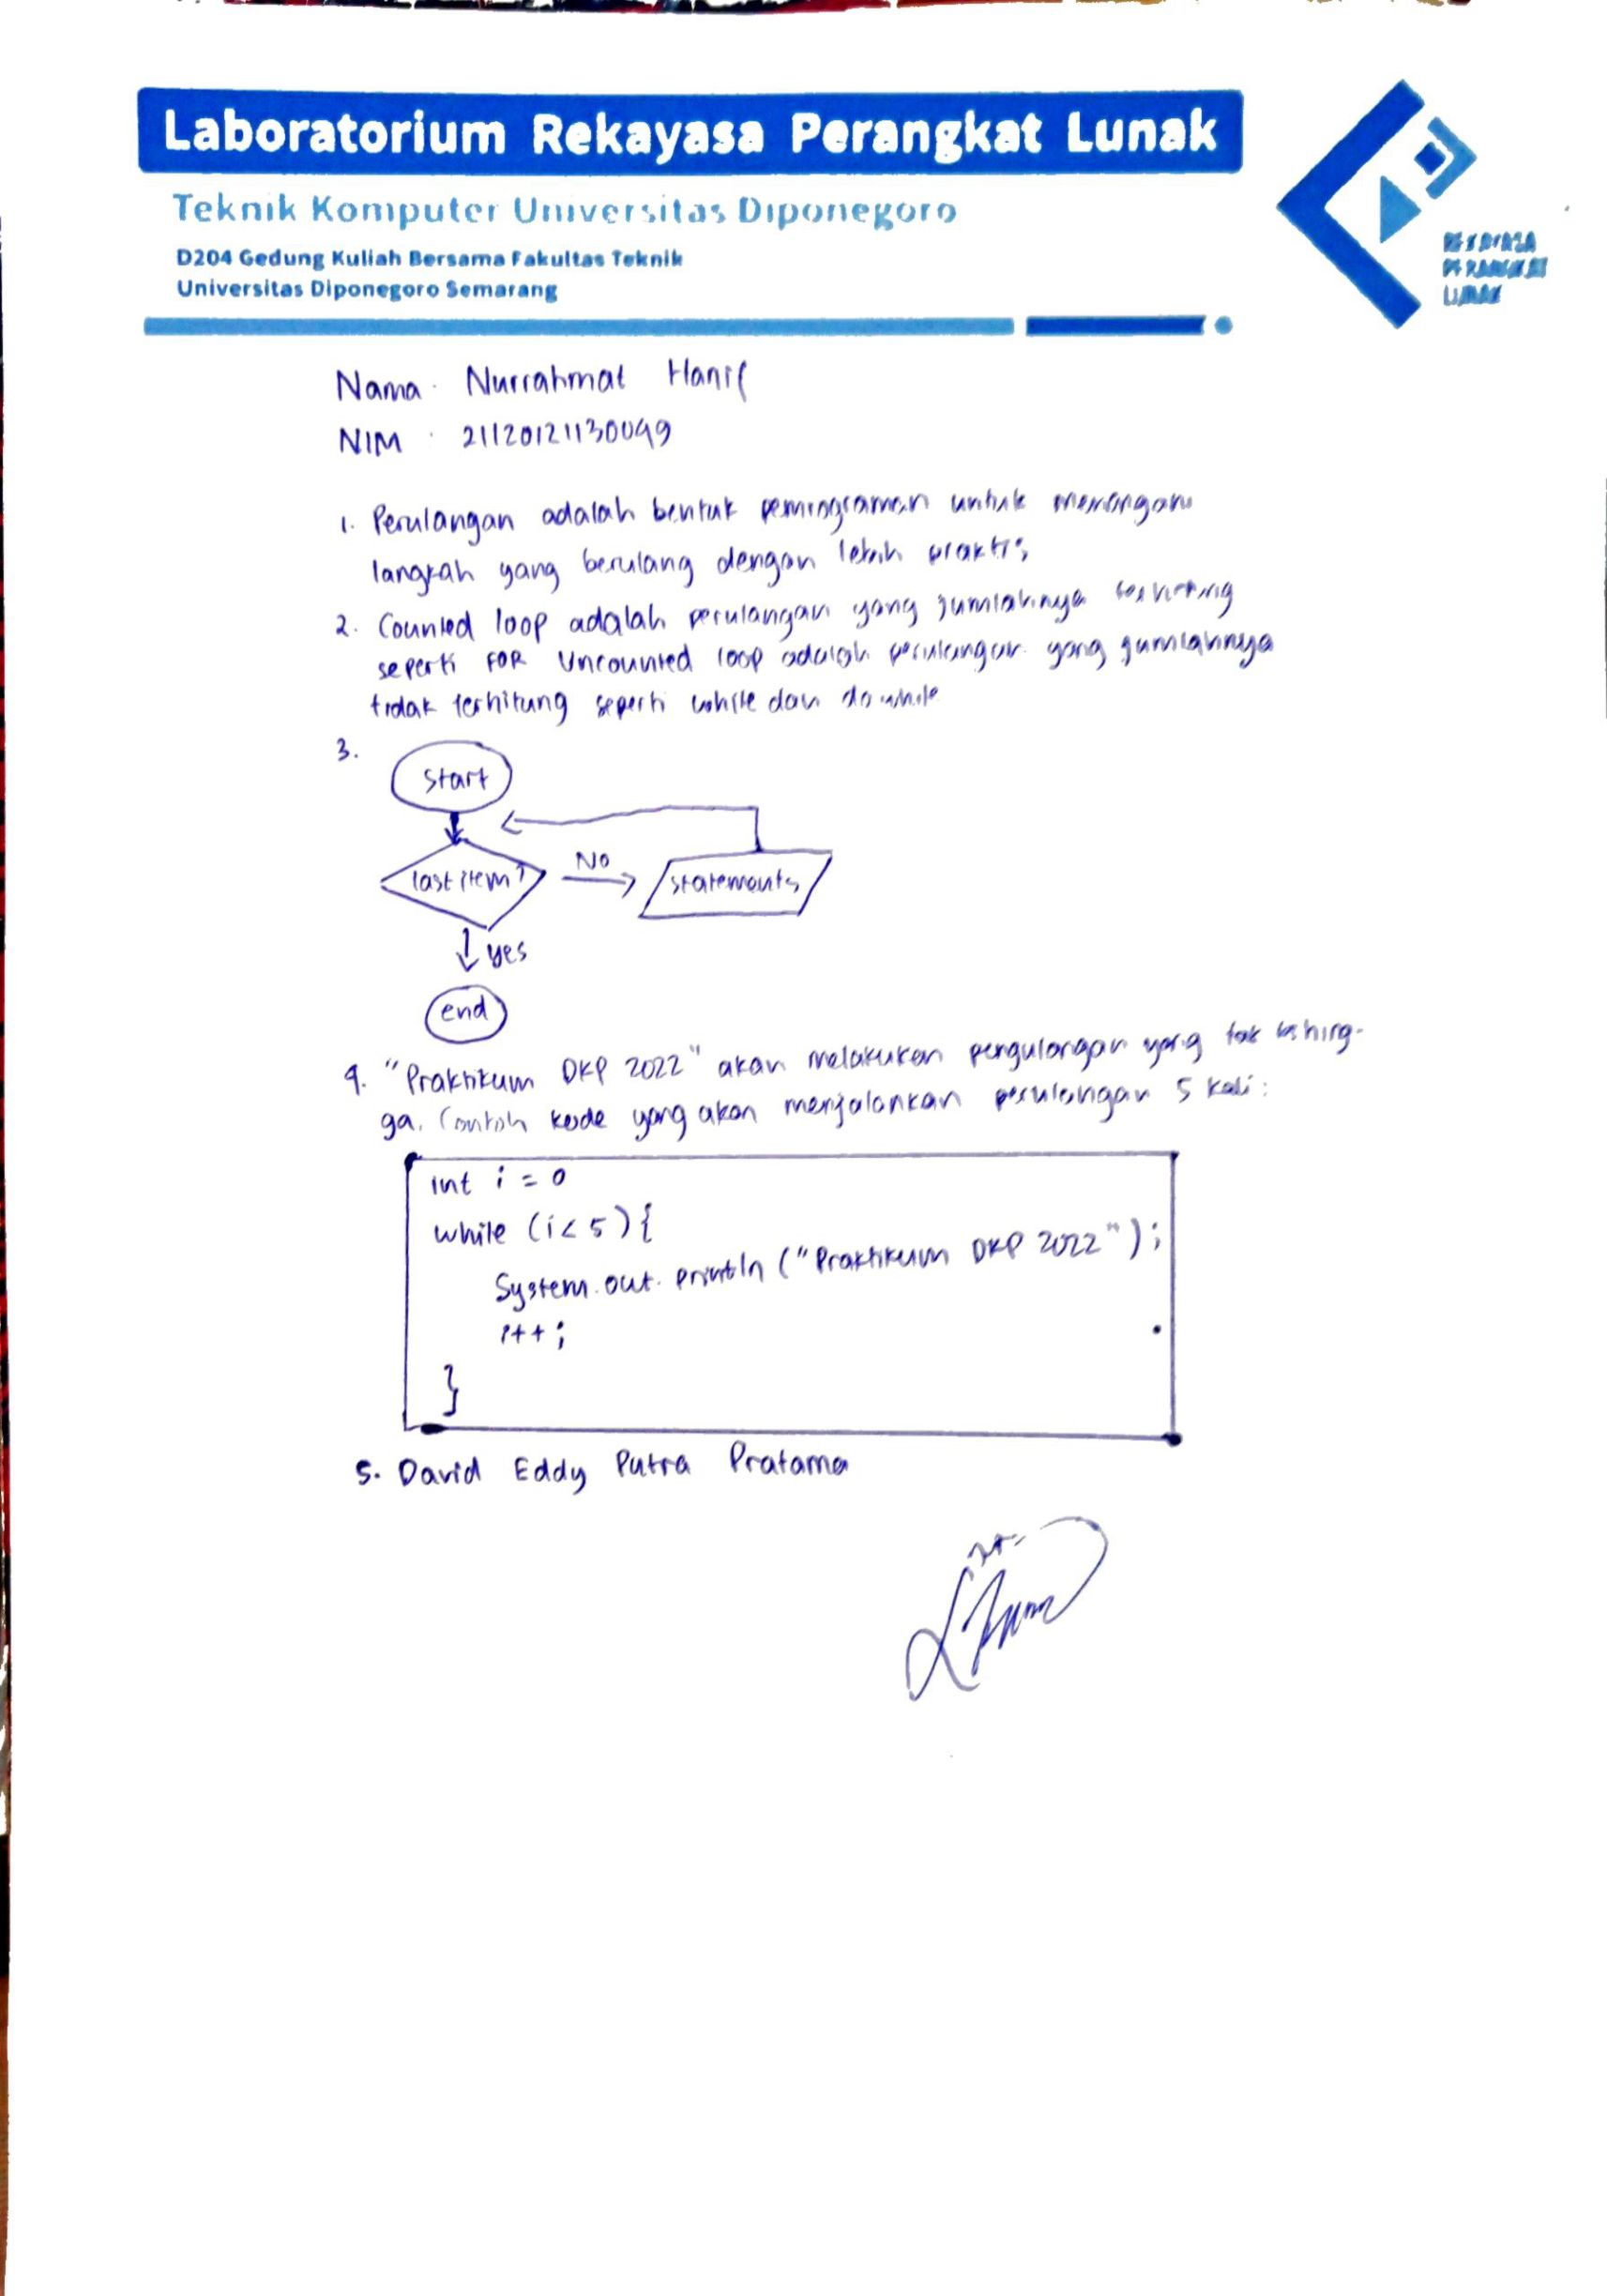 Laboratorium Rekayasa Perangkat Lunak
Teknik Komputer Universitas Diponegoro
D204 Gedung Kuliah Bersama Fakultas Teknik
Universitas Diponegoro Semarang
REKAYASA
PERANGKAT
LUNAK
Nama : Nurrahmat Hanif
NIM : 21120121130049
1. Perulangan adalah bentuk pemrograman untuk menangani
langkah yang berulang dengan lebih praktis
2. Counted loop adalah perulangan yang jumlahnya terhitung
seperti FOR Uncounted loop adalah perulangan yang jumlahnya
tidak terhitung seperti while dan do while
3.
Start
last item?
No
statements
yes
end
4. "Praktikum DKP 2022" akan melakukan pengulangan yang tak tehing-
ga. Contoh kode yang akan menjalankan perulangan 5 kali:
int i = 0
while (i < 5) {
System.out.println ("Praktikum DKP 2022");
i++;
}
5. David Eddy Putra Pratama